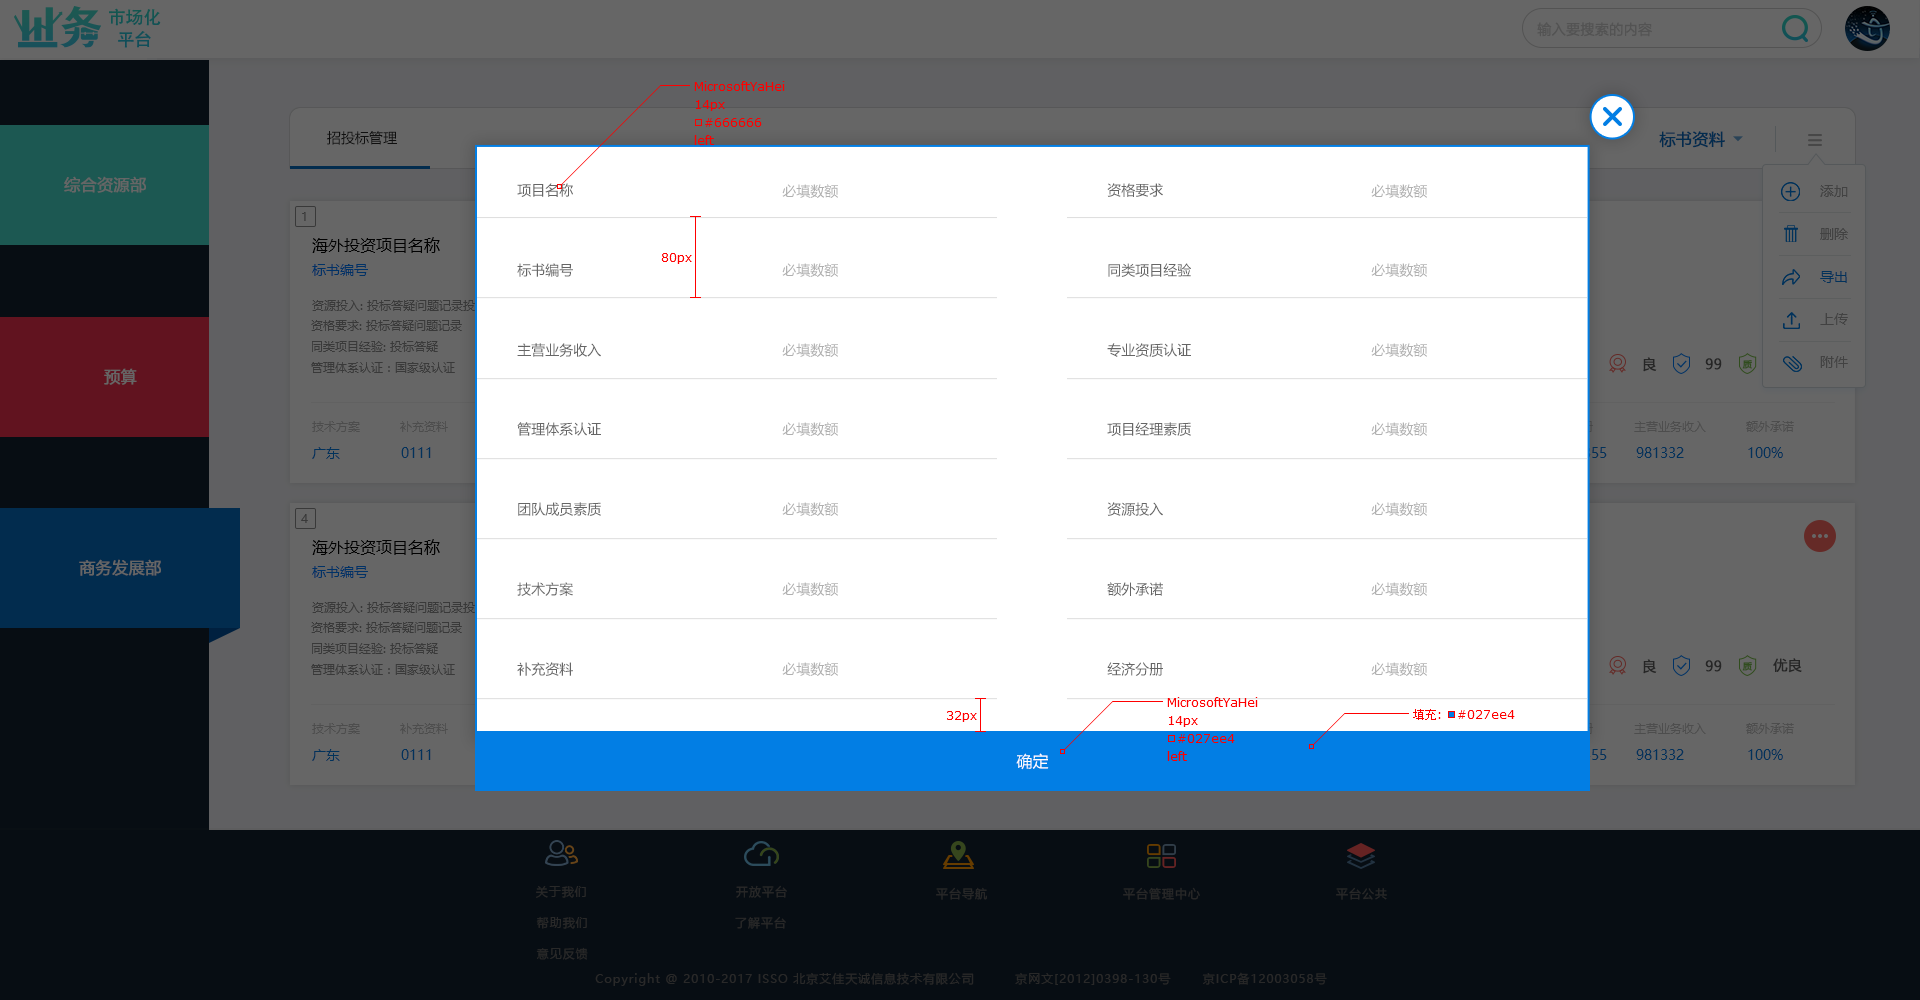 业务 市场化
平台
输入要搜索的内容
MicrosoftYaHei
14px
#666666
left
招投标管理
标书资料
综合资源部
预算
商务发展部
项目名称 必填数额 资格要求 必填数额
80px
标书编号 必填数额 同类项目经验 必填数额
主营业务收入 必填数额 专业资质认证 必填数额
管理体系认证 必填数额 项目经理素质 必填数额
团队成员素质 必填数额 资源投入 必填数额
技术方案 必填数额 额外承诺 必填数额
补充资料 必填数额 经济分册 必填数额
32px
MicrosoftYaHei
14px
#027ee4
left
填充: #027ee4
确定
添加
删除
导出
上传
附件
1
海外投资项目名称
标书编号
资源投入: 投标答疑问题记录投
资格要求: 投标答疑问题记录
同类项目经验: 投标答疑
管理体系认证：国家级认证
良 99
技术方案 补充资料 主营业务收入 额外承诺
广东 0111 55 981332 100%
4
海外投资项目名称
标书编号
资源投入: 投标答疑问题记录投
资格要求: 投标答疑问题记录
同类项目经验: 投标答疑
管理体系认证：国家级认证
良 99 优良
技术方案 补充资料 主营业务收入 额外承诺
广东 0111 55 981332 100%
关于我们 开放平台 平台导航 平台管理中心 平台公共
帮助我们 了解平台
意见反馈
Copyright @ 2010-2017 ISSO 北京艾佳天诚信息技术有限公司 京网文[2012]0398-130号 京ICP备12003058号